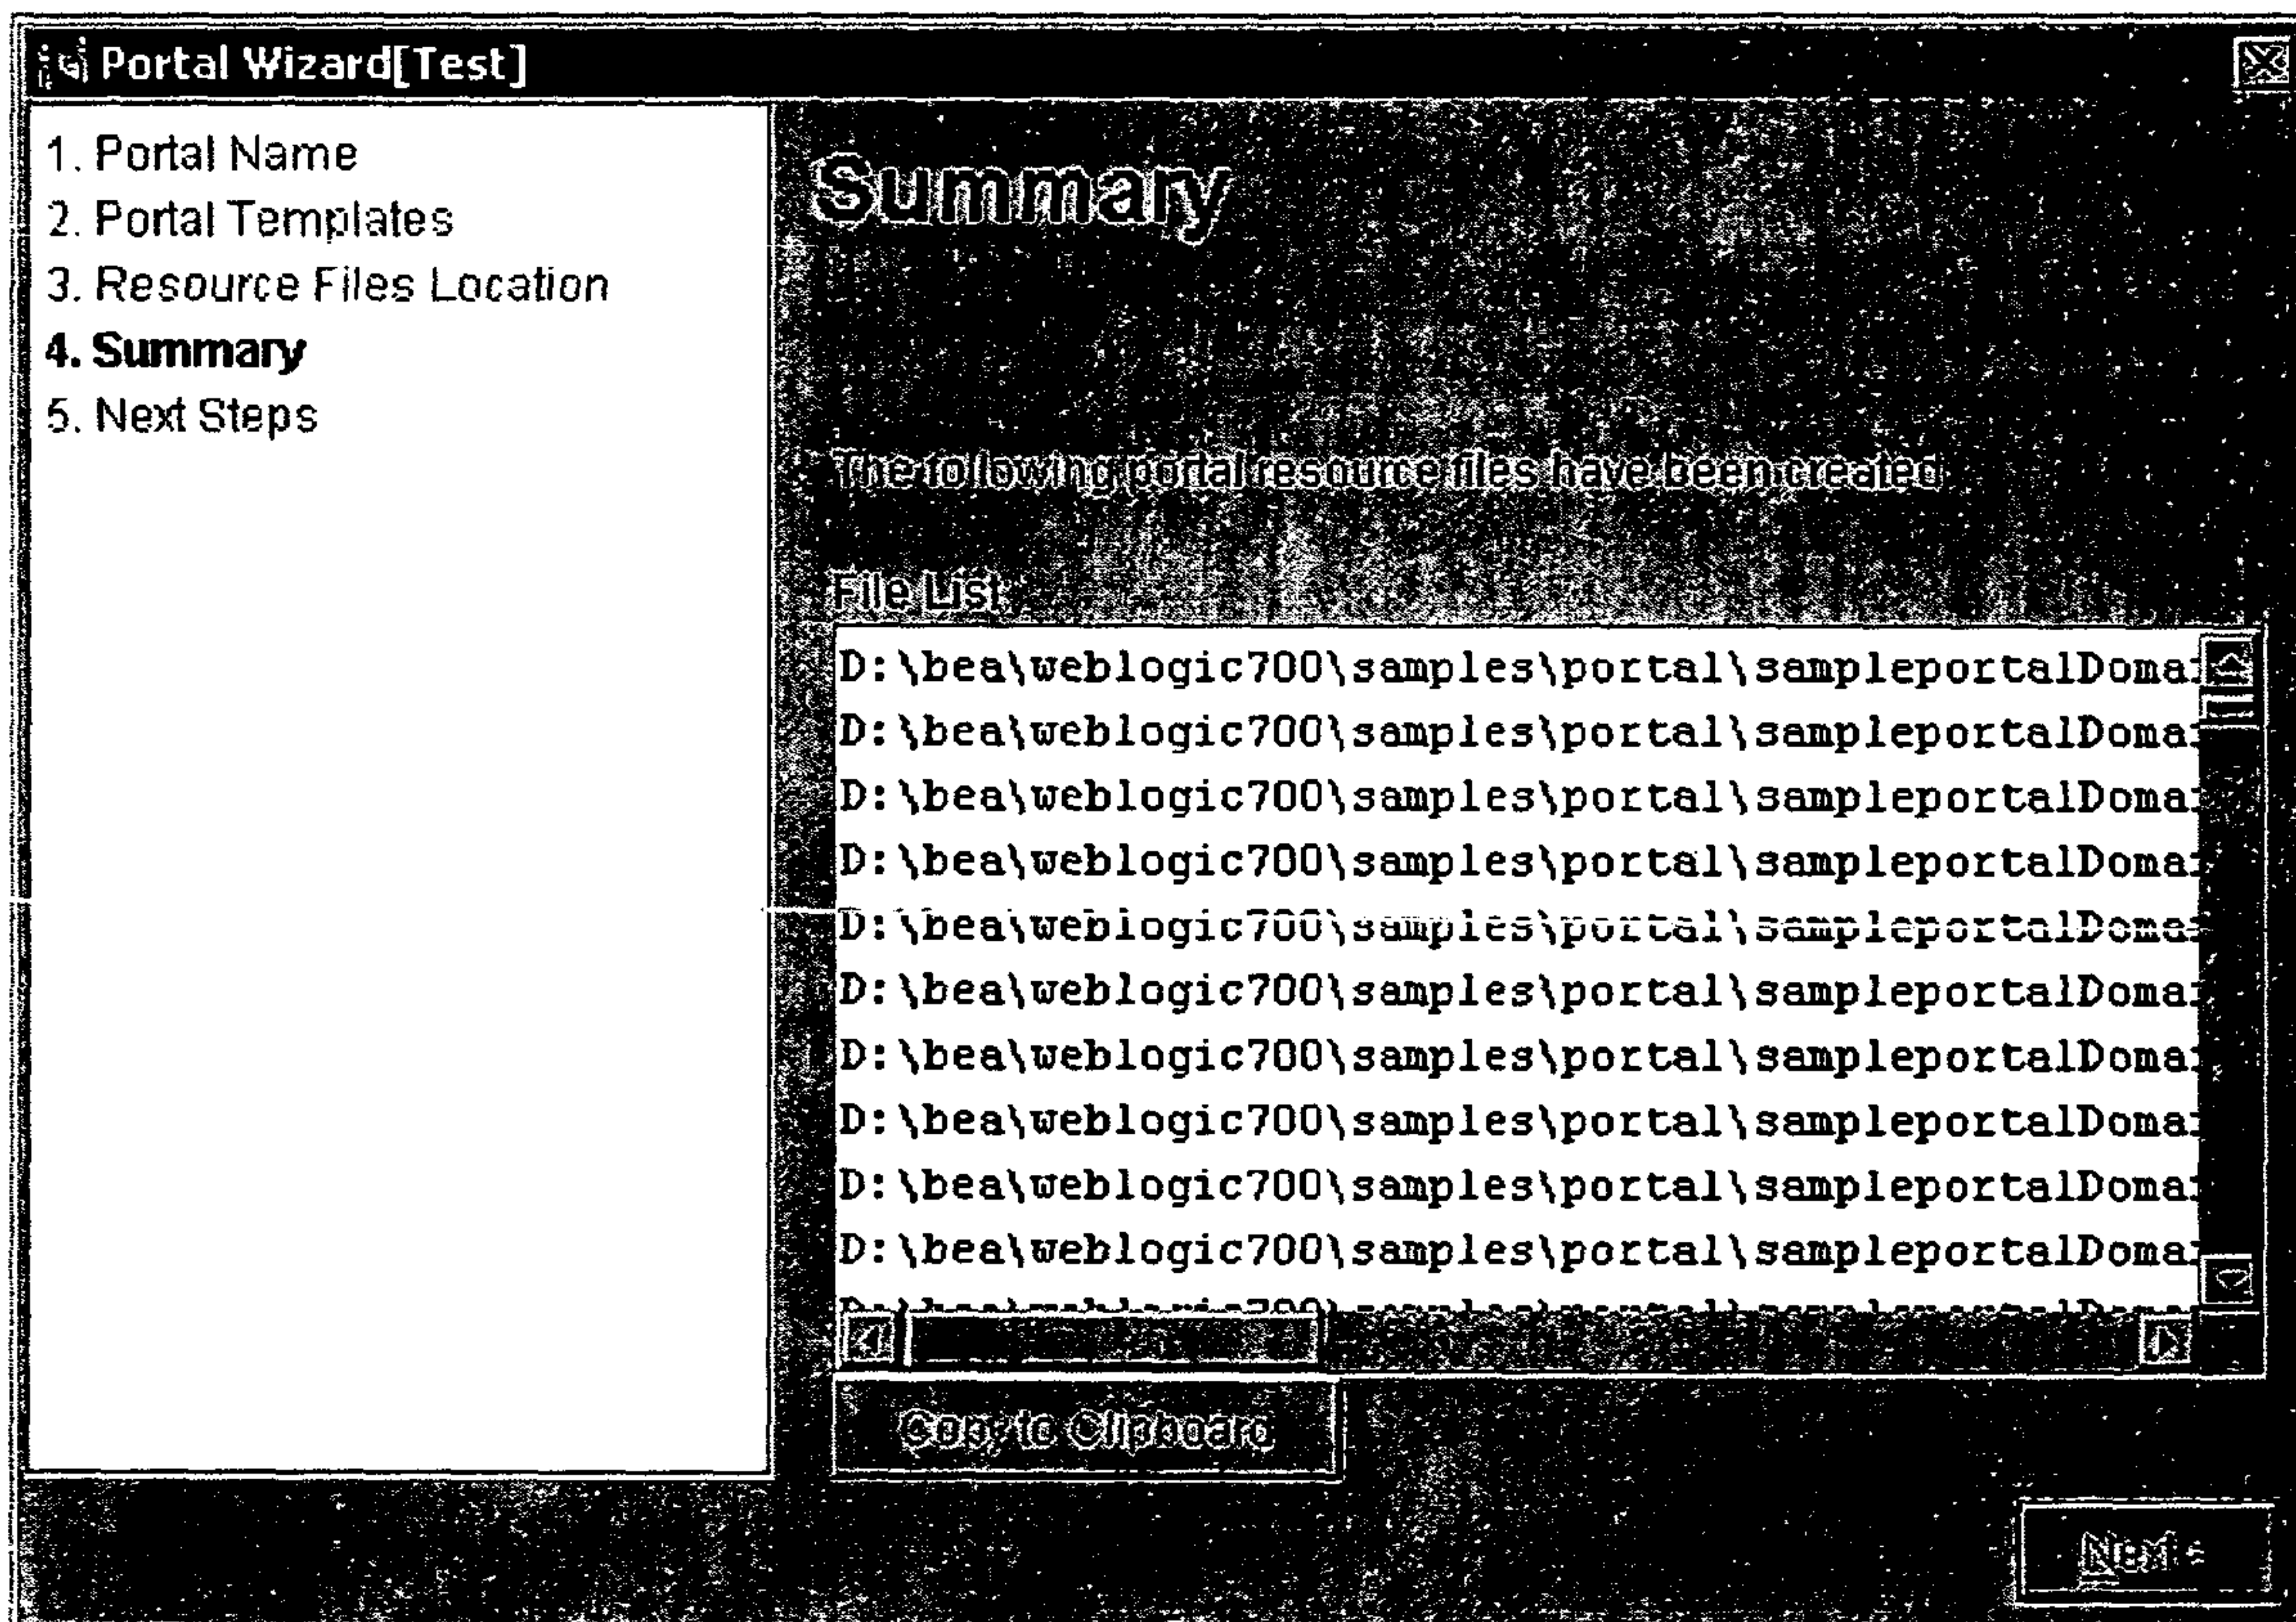 Portal Wizard[Test]
1. Portal Name
2. Portal Templates
3. Resource Files Location
4. Summary
5. Next Steps
Summary
The following portal resource files have been created
File List
D:\bea\weblogic700\samples\portal\sampleportalDoma
D:\bea\weblogic700\samples\portal\sampleportalDoma
D:\bea\weblogic700\samples\portal\sampleportalDoma
D:\bea\weblogic700\samples\portal\sampleportalDoma
D:\bea\weblogic700\samples\portal\sampleportalDoma
D:\bea\weblogic700\samples\portal\sampleportalDoma
D:\bea\weblogic700\samples\portal\sampleportalDoma
D:\bea\weblogic700\samples\portal\sampleportalDoma
D:\bea\weblogic700\samples\portal\sampleportalDoma
D:\bea\weblogic700\samples\portal\sampleportalDoma
Copy to Clipboard
Next